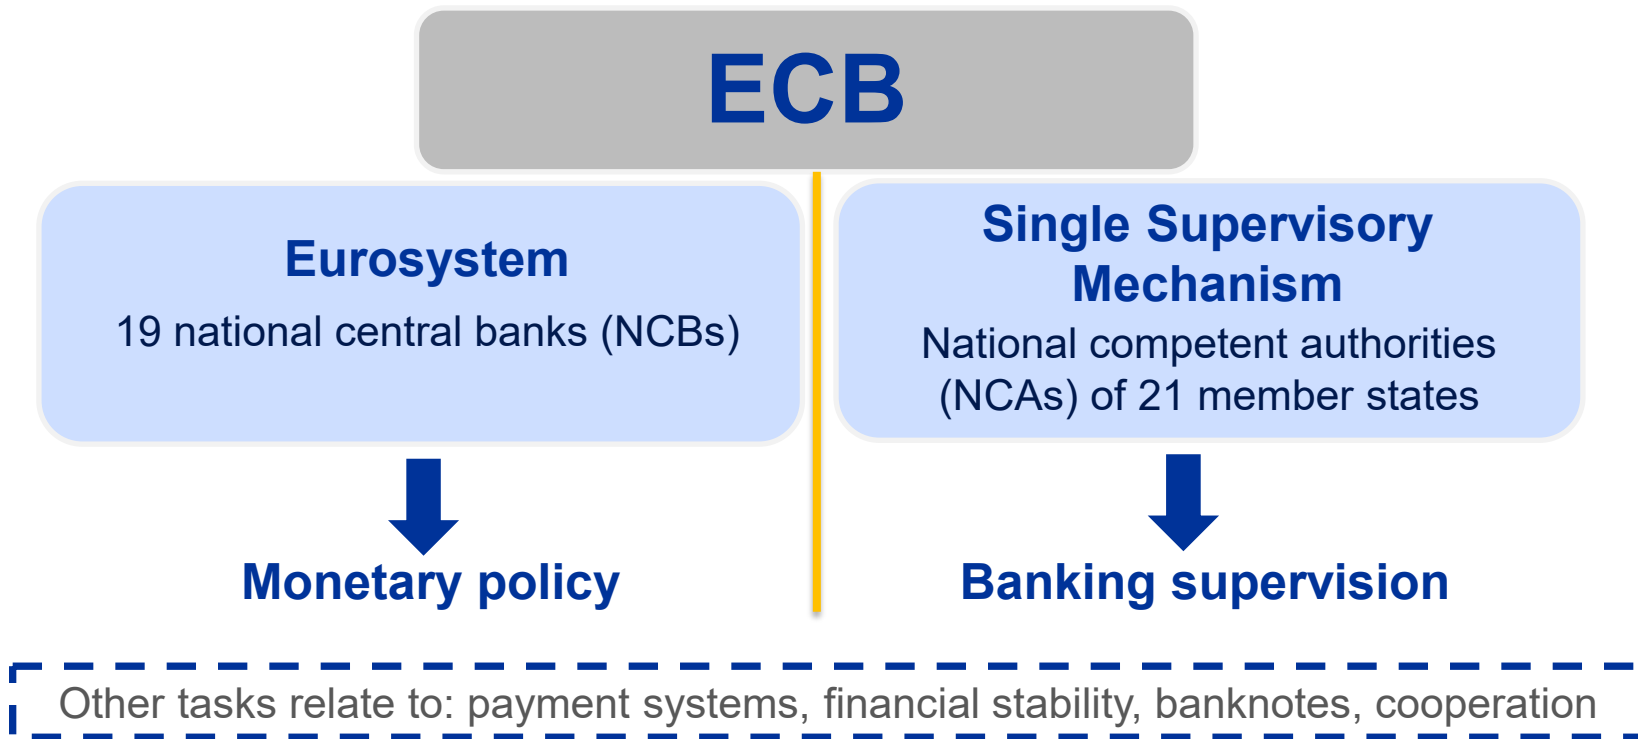 ECB
Eurosystem
19 national central banks (NCBs)
Single Supervisory
Mechanism
National competent authorities
(NCAs) of 21 member states
Monetary policy
Banking supervision
Other tasks relate to: payment systems, financial stability, banknotes, cooperation